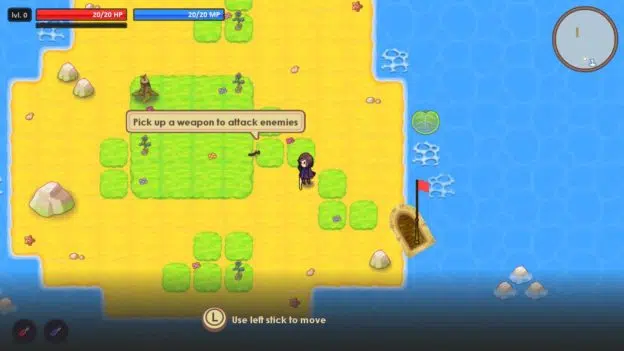 lvl. 0
20/20 HP
20/20 MP
Pick up a weapon to attack enemies
L
Use left stick to move